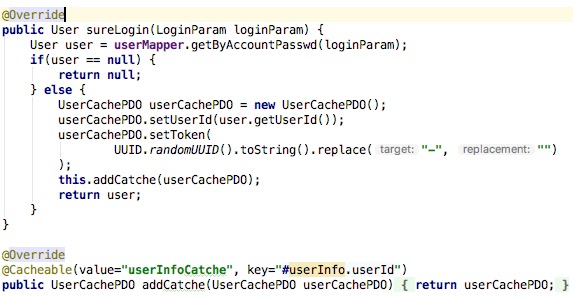 @Override
public User sureLogin(LoginParam loginParam) {
User user = userMapper.getByAccountPasswd(loginParam);
if(user == null) {
return null;
} else {
UserCachePDO userCachePDO = new UserCachePDO();
userCachePDO.setUserId(user.getUserId());
userCachePDO.setToken(
UUID.randomUUID().toString().replace( target: "-", replacement: "")
);
this.addCatche(userCachePDO);
return user;
}
}
@Override
@Cacheable(value="userInfoCatche", key="#userInfo.userId")
public UserCachePDO addCatche(UserCachePDO userCachePDO) { return userCachePDO; }